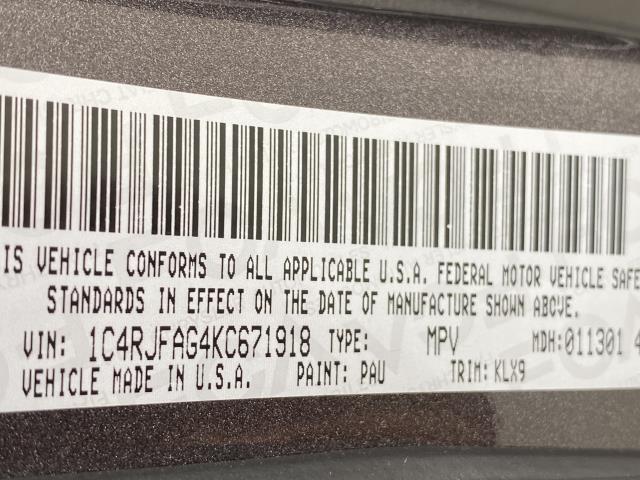 IS VEHICLE CONFORMS TO ALL APPLICABLE U.S.A. FEDERAL MOTOR VEHICLE SAFE
STANDARDS IN EFFECT ON THE DATE OF MANUFACTURE SHOWN ABOVE.
VIN: 1C4RJFAG4KC671918 TYPE: MPV MDH:011301 4
VEHICLE MADE IN U.S.A. PAINT: PAU TRIM: KLX9